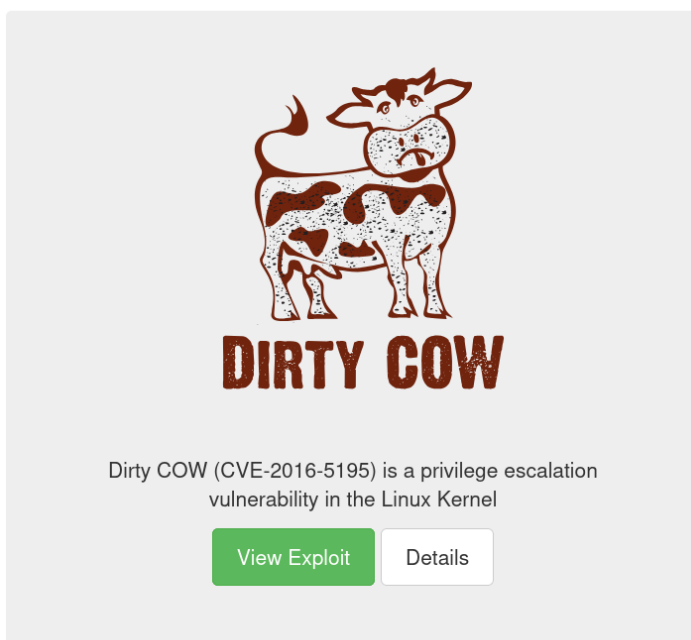 DIRTY COW
Dirty COW (CVE-2016-5195) is a privilege escalation
vulnerability in the Linux Kernel
View Exploit Details